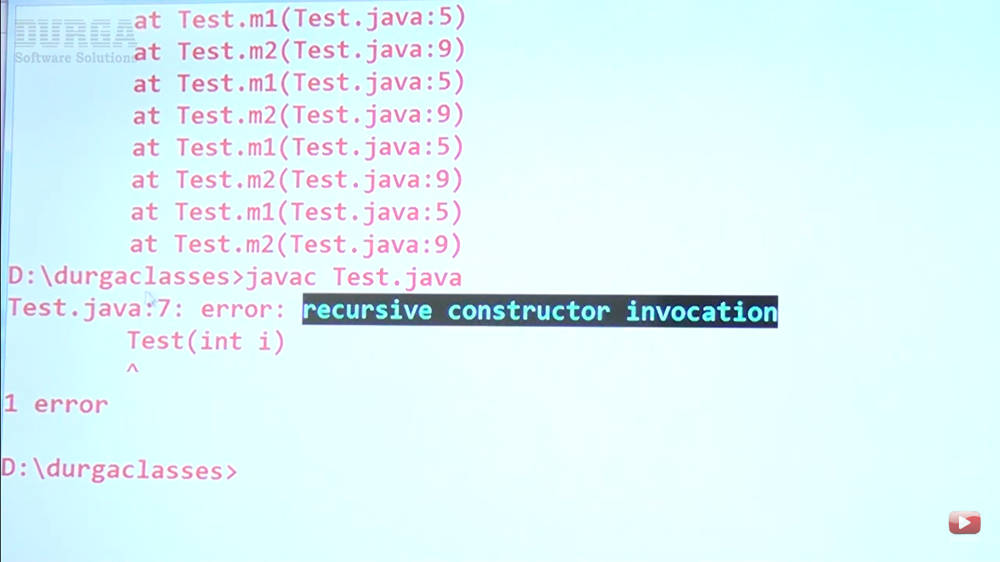 at Test.m1(Test.java:5)
DURGA
Software Solutions
at Test.m2(Test.java:9)
at Test.m1(Test.java:5)
at Test.m2(Test.java:9)
at Test.m1(Test.java:5)
at Test.m2(Test.java:9)
at Test.m1(Test.java:5)
at Test.m2(Test.java:9)
D:\durgaclasses>javac Test.java
Test.java:7: error: recursive constructor invocation
Test(int i)
^
1 error
D:\durgaclasses>